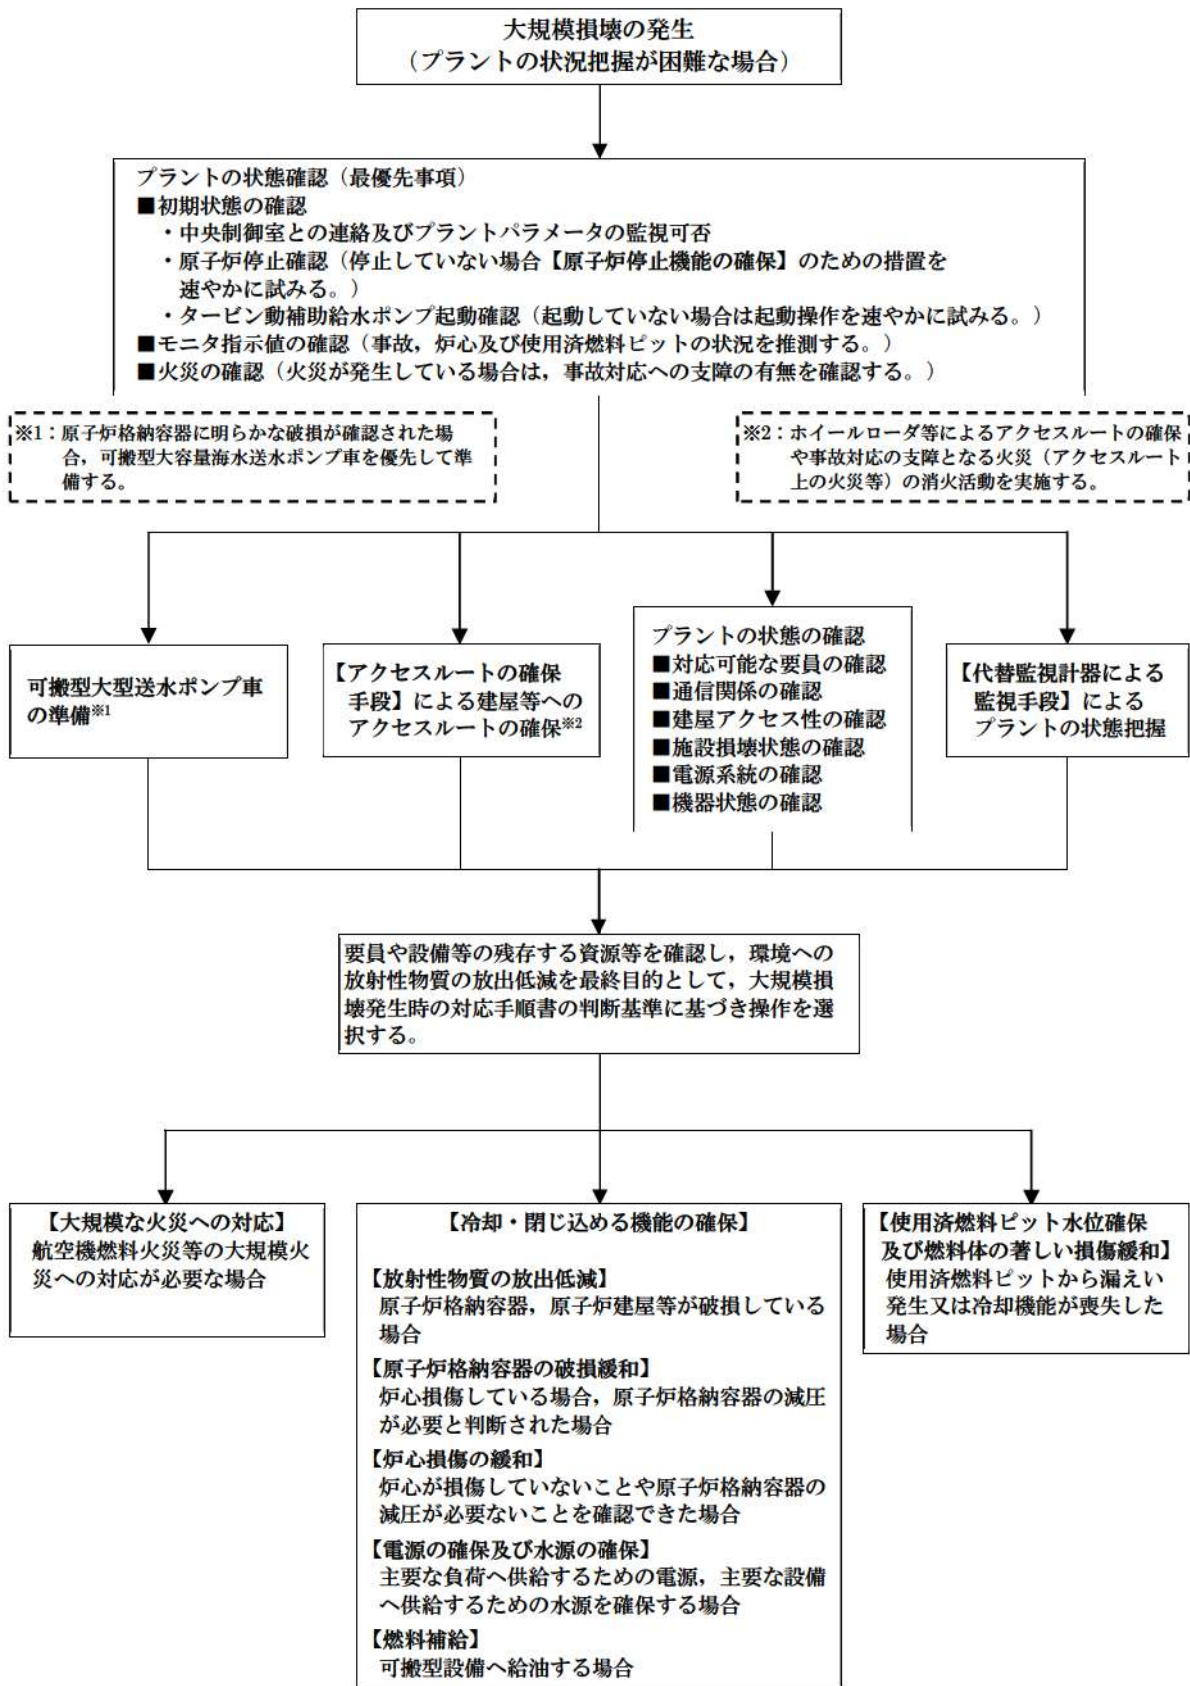 大規模損壊の発生
（プラントの状況把握が困難な場合）
プラントの状態確認（最優先事項）
■初期状態の確認
・中央制御室との連絡及びプラントパラメータの監視可否
・原子炉停止確認（停止していない場合【原子炉停止機能の確保】のための措置を
速やかに試みる。）
・タービン動補助給水ポンプ起動確認（起動していない場合は起動操作を速やかに試みる。）
■モニタ指示値の確認（事故，炉心及び使用済燃料ピットの状況を推測する。）
■火災の確認（火災が発生している場合は，事故対応への支障の有無を確認する。）
※1：原子炉格納容器に明らかな破損が確認された場
合，可搬型大容量海水送水ポンプ車を優先して準
備する。
※2：ホイールローダ等によるアクセスルートの確保
や事故対応の支障となる火災（アクセスルート
上の火災等）の消火活動を実施する。
可搬型大型送水ポンプ車
の準備※1
【アクセスルートの確保
手段】による建屋等への
アクセスルートの確保※2
プラントの状態の確認
■対応可能な要員の確認
■通信関係の確認
■建屋アクセス性の確認
■施設損壊状態の確認
■電源系統の確認
■機器状態の確認
【代替監視計器による
監視手段】による
プラントの状態把握
要員や設備等の残存する資源等を確認し，環境への
放射性物質の放出低減を最終目的として，大規模損
壊発生時の対応手順書の判断基準に基づき操作を選
択する。
【大規模な火災への対応】
航空機燃料火災等の大規模火
災への対応が必要な場合
【冷却・閉じ込める機能の確保】
【放射性物質の放出低減】
原子炉格納容器，原子炉建屋等が破損している
場合
【原子炉格納容器の破損緩和】
炉心損傷している場合，原子炉格納容器の減圧
が必要と判断された場合
【炉心損傷の緩和】
炉心が損傷していないことや原子炉格納容器の
減圧が必要ないことを確認できた場合
【電源の確保及び水源の確保】
主要な負荷へ供給するための電源，主要な設備
へ供給するための水源を確保する場合
【燃料補給】
可搬型設備へ給油する場合
【使用済燃料ピット水位確保
及び燃料体の著しい損傷緩和】
使用済燃料ピットから漏えい
発生又は冷却機能が喪失した
場合